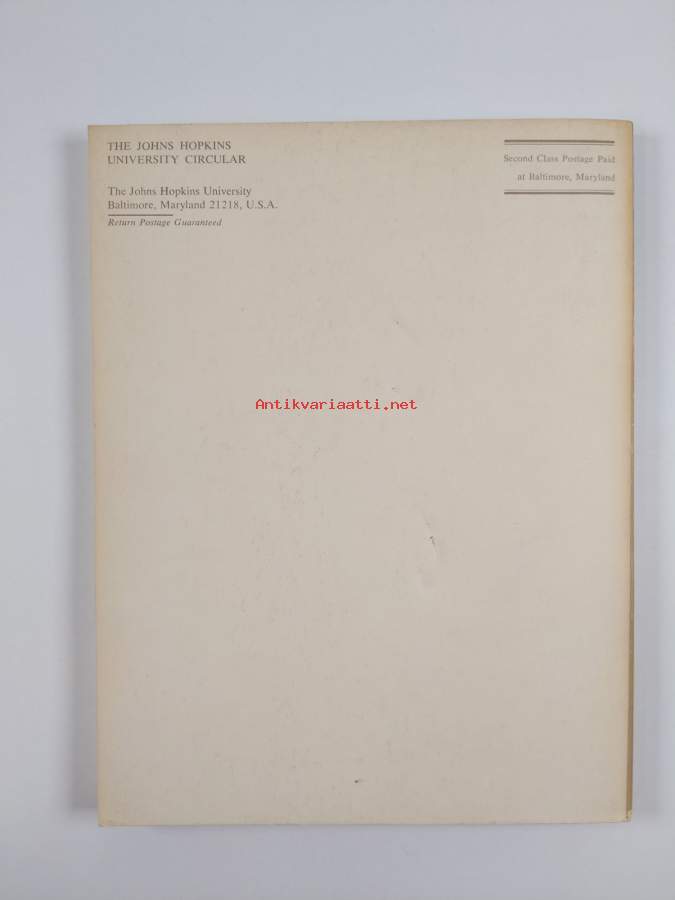 THE JOHNS HOPKINS
UNIVERSITY CIRCULAR
The Johns Hopkins University
Baltimore, Maryland 21218, U.S.A.
Return Postage Guaranteed
Second Class Postage Paid
at Baltimore, Maryland
Antikvariaatti.net